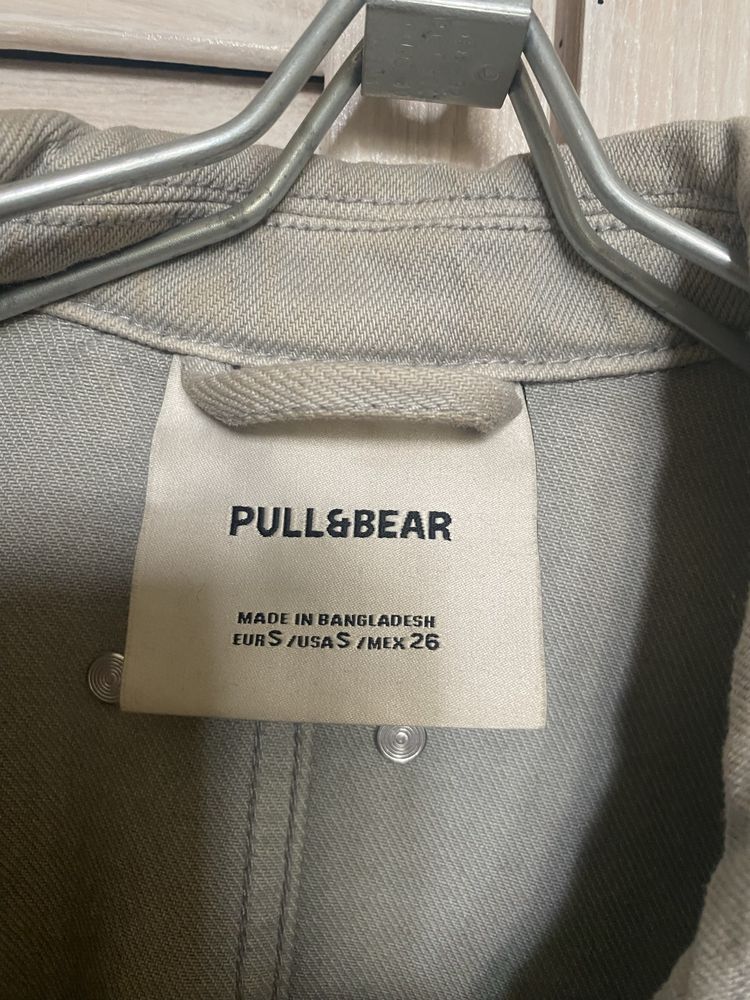 PULL&BEAR
MADE IN BANGLADESH
EUR S / USA S / MEX 26